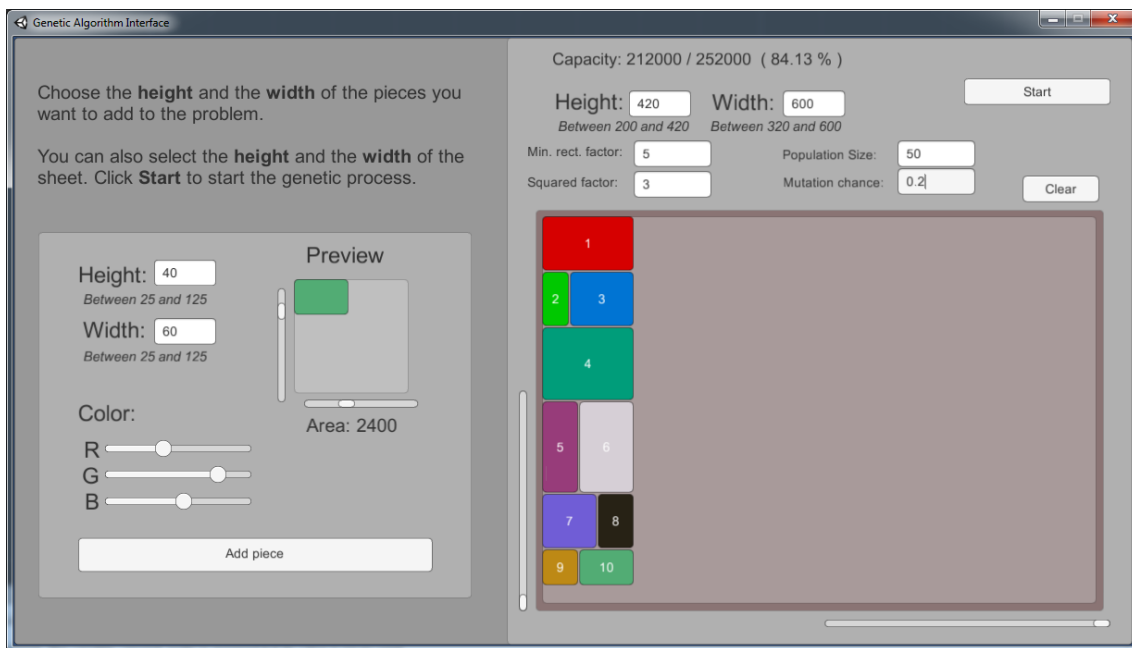 Genetic Algorithm Interface
Choose the height and the width of the pieces you
want to add to the problem.
You can also select the height and the width of the
sheet. Click Start to start the genetic process.
Height: 40
Between 25 and 125
Width: 60
Between 25 and 125
Preview
Area: 2400
Color:
R
G
B
Add piece
Capacity: 212000 / 252000 ( 84.13 % )
Height: 420
Between 200 and 420
Width: 600
Between 320 and 600
Start
Min. rect. factor: 5
Population Size: 50
Squared factor: 3
Mutation chance: 0.2
Clear
1
2 3
4
5 6
7 8
9 10